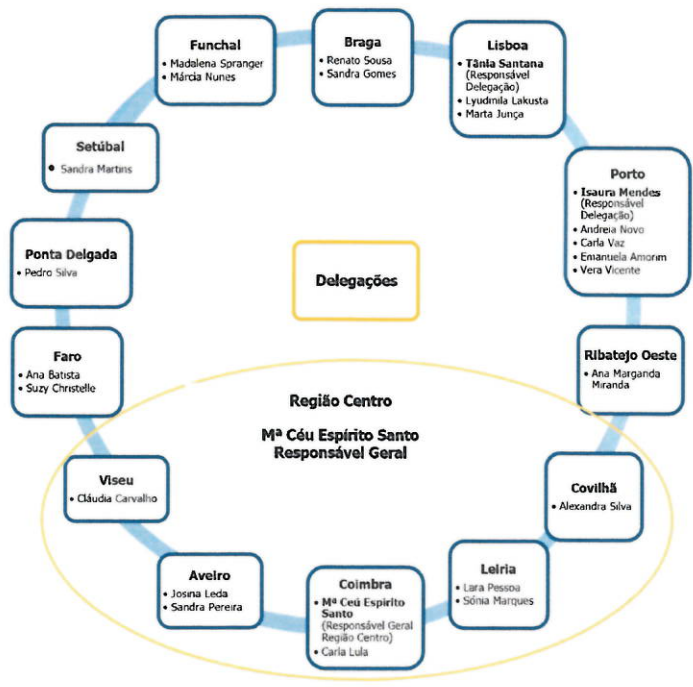 Funchal
• Madalena Spranger
• Márcia Nunes
Braga
• Renato Sousa
• Sandra Gomes
Lisboa
• Tânia Santana
(Responsável
Delegação)
• Lyudmila Lakusta
• Marta Junça
Setúbal
• Sandra Martins
Porto
• Isaura Mendes
(Responsável
Delegação)
• Andreia Novo
• Carla Vaz
• Emanuela Amorim
• Vera Vicente
Ponta Delgada
• Pedro Silva
Delegações
Faro
• Ana Batista
• Suzy Christelle
Ribatejo Oeste
• Ana Marganda
Miranda
Região Centro
Mª Céu Espírito Santo
Responsável Geral
Viseu
• Cláudia Carvalho
Covilhã
• Alexandra Silva
Aveiro
• Josina Leda
• Sandra Pereira
Coimbra
• Mª Ceú Espirito
Santo
(Responsável Geral
Região Centro)
• Carla Lula
Leiria
• Lara Pessoa
• Sónia Marques